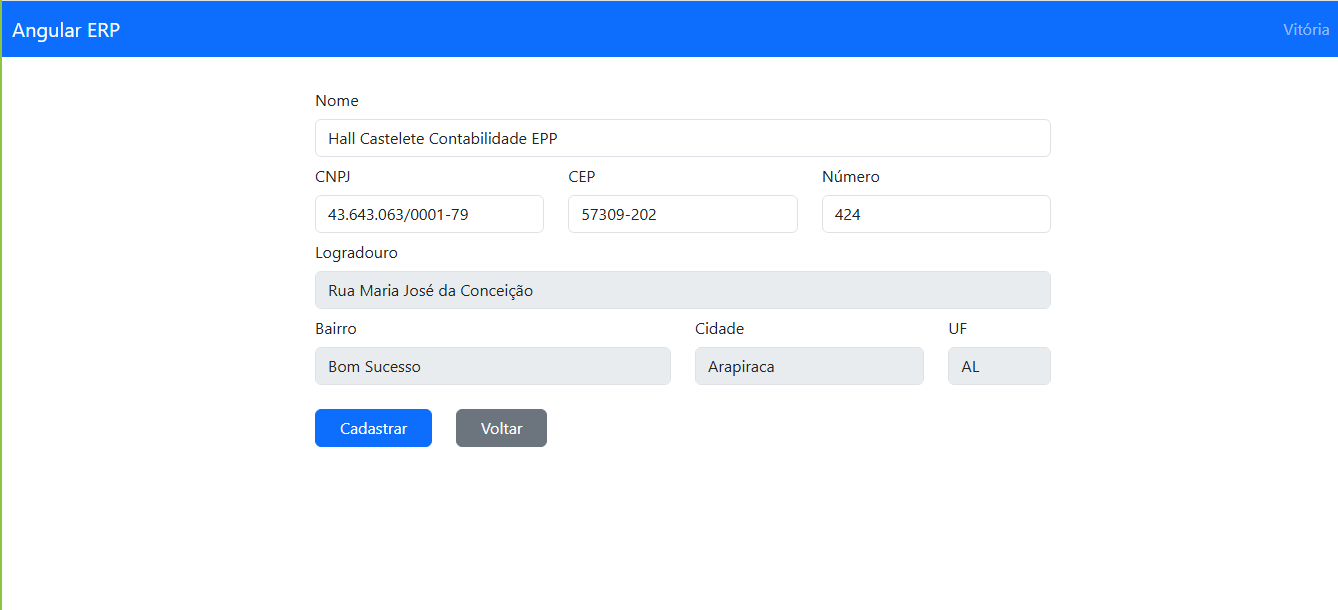 Angular ERP Vitória
Nome
Hall Castelete Contabilidade EPP
CNPJ CEP Número
43.643.063/0001-79 57309-202 424
Logradouro
Rua Maria José da Conceição
Bairro Cidade UF
Bom Sucesso Arapiraca AL
Cadastrar Voltar